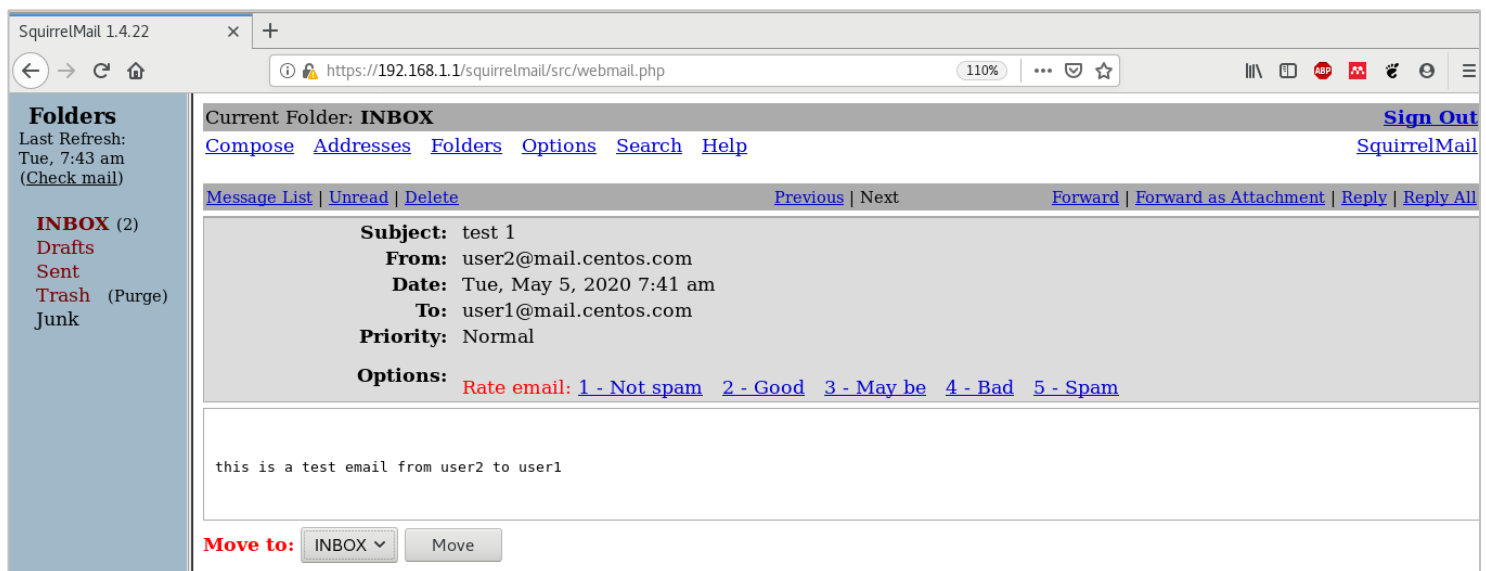 SquirrelMail 1.4.22
https://192.168.1.1/squirrelmail/src/webmail.php 110%
ABP
Folders
Last Refresh:
Tue, 7:43 am
(Check mail)
INBOX (2)
Drafts
Sent
Trash (Purge)
Junk
Current Folder: INBOX Sign Out
Compose Addresses Folders Options Search Help SquirrelMail
Message List | Unread | Delete Previous | Next Forward | Forward as Attachment | Reply | Reply All
Subject: test 1
From: user2@mail.centos.com
Date: Tue, May 5, 2020 7:41 am
To: user1@mail.centos.com
Priority: Normal
Options: Rate email: 1 - Not spam 2 - Good 3 - May be 4 - Bad 5 - Spam
this is a test email from user2 to user1
Move to: INBOX Move